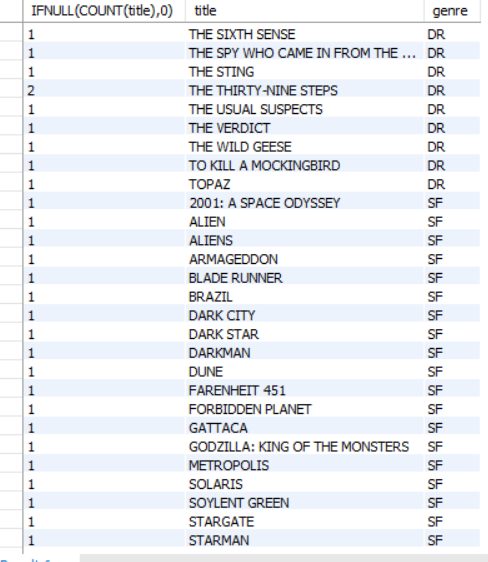 IFNULL(COUNT(title),0) title genre
1 THE SIXTH SENSE DR
1 THE SPY WHO CAME IN FROM THE ... DR
1 THE STING DR
2 THE THIRTY-NINE STEPS DR
1 THE USUAL SUSPECTS DR
1 THE VERDICT DR
1 THE WILD GEESE DR
1 TO KILL A MOCKINGBIRD DR
1 TOPAZ DR
1 2001: A SPACE ODYSSEY SF
1 ALIEN SF
1 ALIENS SF
1 ARMAGEDDON SF
1 BLADE RUNNER SF
1 BRAZIL SF
1 DARK CITY SF
1 DARK STAR SF
1 DARKMAN SF
1 DUNE SF
1 FARENHEIT 451 SF
1 FORBIDDEN PLANET SF
1 GATTACA SF
1 GODZILLA: KING OF THE MONSTERS SF
1 METROPOLIS SF
1 SOLARIS SF
1 SOYLENT GREEN SF
1 STARGATE SF
1 STARMAN SF